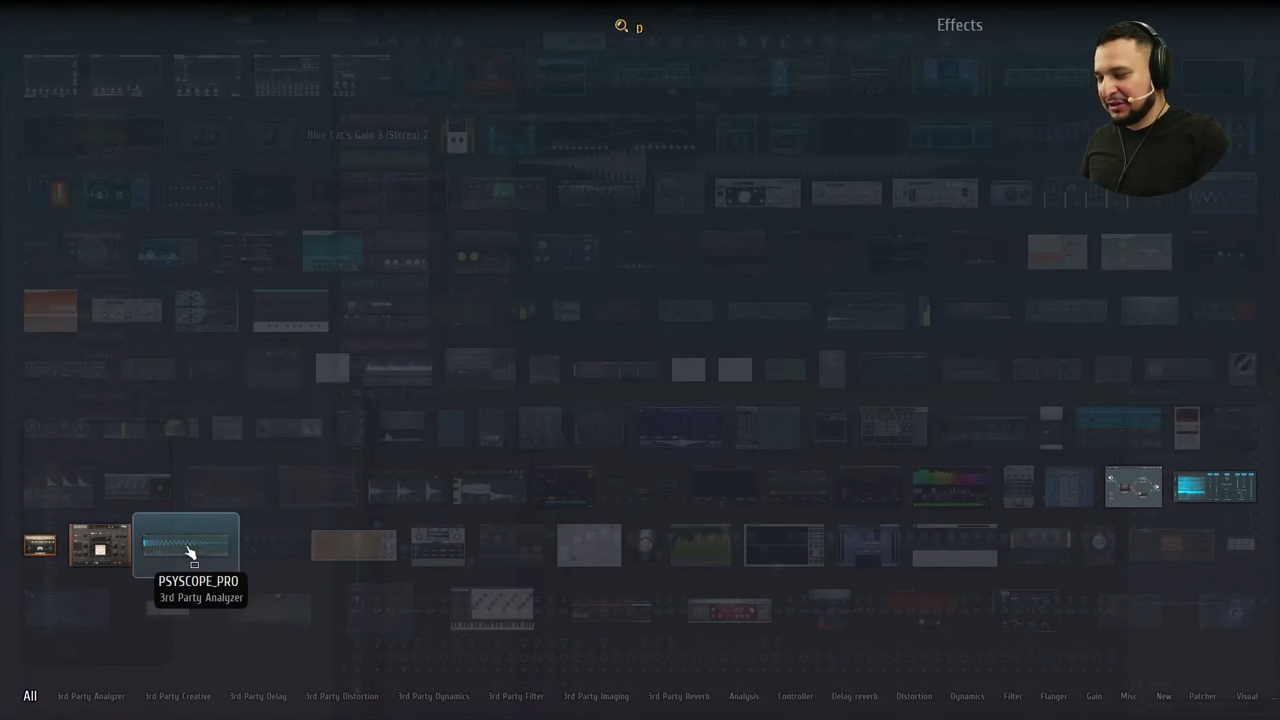 p
Effects
Blue Cat's Gain 3 (Stereo) 2
PSYSCOPE_PRO
3rd Party Analyzer
All
3rd Party Analyzer
3rd Party Creative
3rd Party Delay
3rd Party Distortion
3rd Party Dynamics
3rd Party Filter
3rd Party Imaging
3rd Party Reverb
Analysis
Controller
Delay reverb
Distortion
Dynamics
Filter
Flanger
Gain
Misc
New
Patcher
Visual